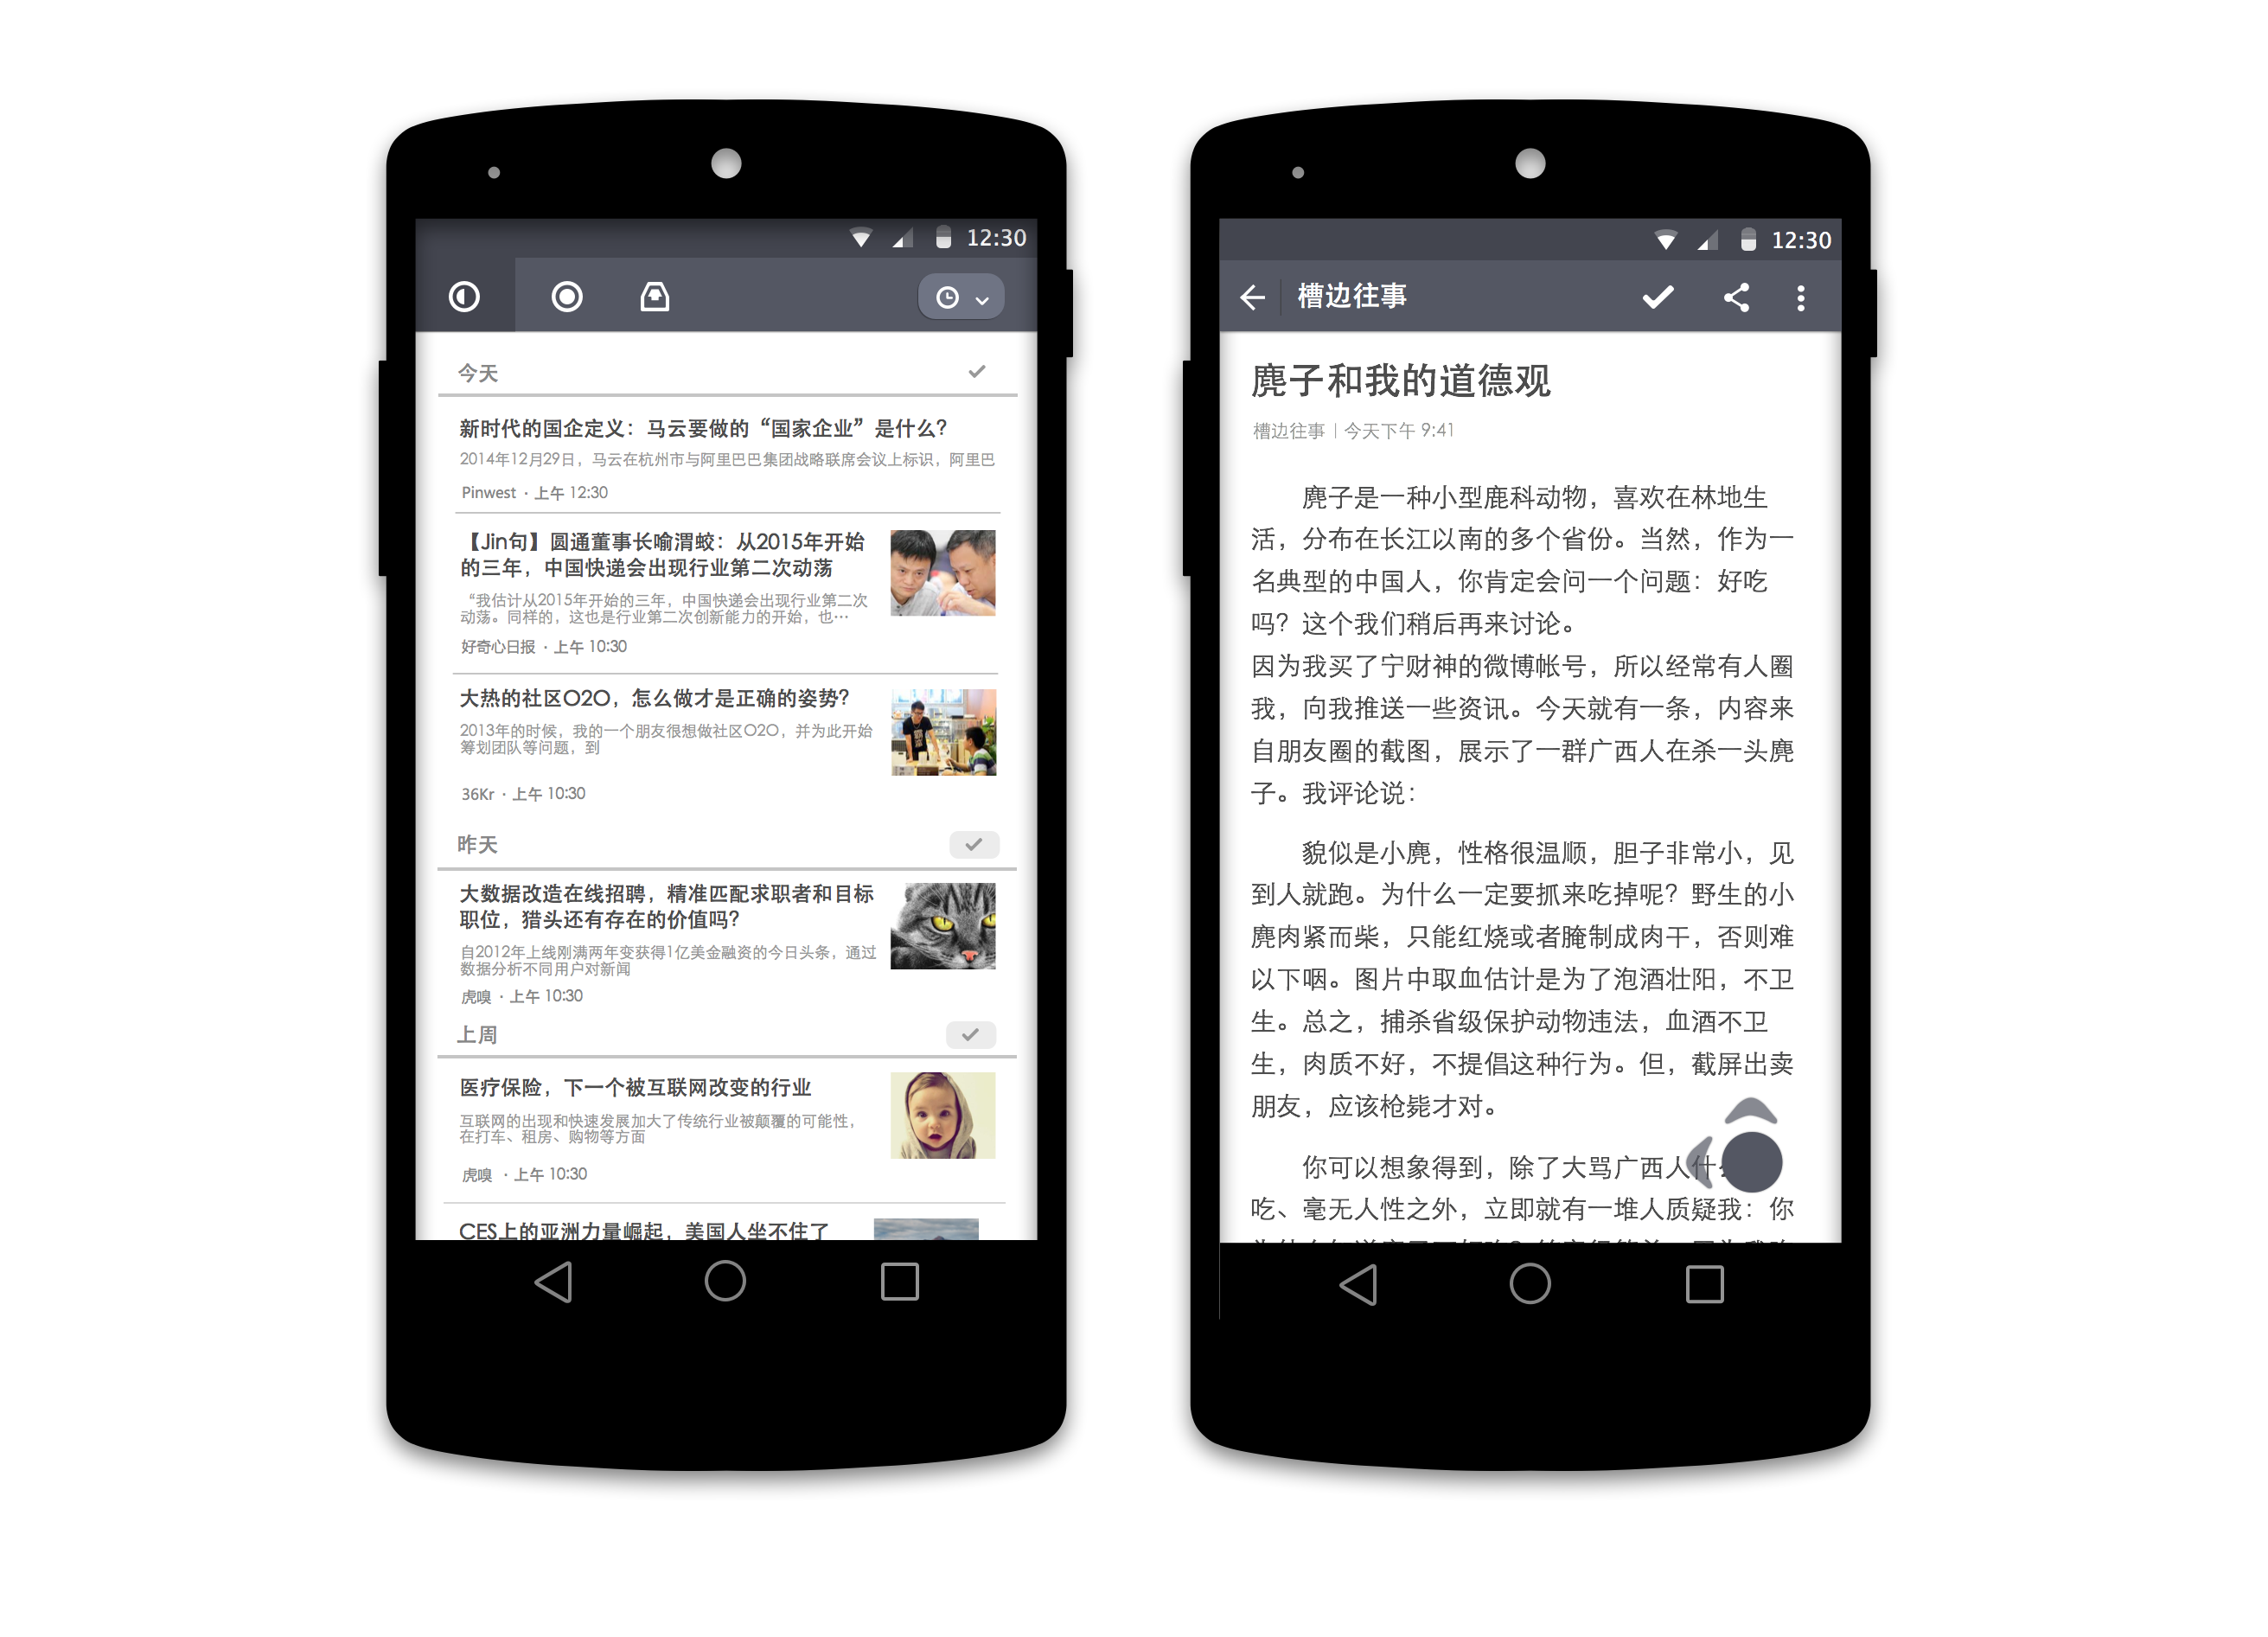 12:30
今天
新时代的国企定义：马云要做的“国家企业”是什么？
2014年12月29日，马云在杭州市与阿里巴巴集团战略联席会议上标识，阿里巴
Pinwest · 上午 12:30
【Jin句】圆通董事长喻渭蛟：从2015年开始
的三年，中国快递会出现行业第二次动荡
“我估计从2015年开始的三年，中国快递会出现行业第二次
动荡。同样的，这也是行业第二次创新能力的开始，也…
好奇心日报 · 上午 10:30
大热的社区O2O，怎么做才是正确的姿势？
2013年的时候，我的一个朋友很想做社区O2O，并为此开始
筹划团队等问题，到
36Kr · 上午 10:30
昨天
大数据改造在线招聘，精准匹配求职者和目标
职位，猎头还有存在的价值吗？
自2012年上线刚满两年变获得1亿美金融资的今日头条，通过
数据分析不同用户对新闻
虎嗅 · 上午 10:30
上周
医疗保险，下一个被互联网改变的行业
互联网的出现和快速发展加大了传统行业被颠覆的可能性，
在打车、租房、购物等方面
虎嗅 · 上午 10:30
CES上的亚洲力量崛起，美国人坐不住了
12:30
槽边往事
麂子和我的道德观
槽边往事 | 今天下午 9:41
麂子是一种小型鹿科动物，喜欢在林地生
活，分布在长江以南的多个省份。当然，作为一
名典型的中国人，你肯定会问一个问题：好吃
吗？这个我们稍后再来讨论。
因为我买了宁财神的微博帐号，所以经常有人圈
我，向我推送一些资讯。今天就有一条，内容来
自朋友圈的截图，展示了一群广西人在杀一头麂
子。我评论说：
貌似是小麂，性格很温顺，胆子非常小，见
到人就跑。为什么一定要抓来吃掉呢？野生的小
麂肉紧而柴，只能红烧或者腌制成肉干，否则难
以下咽。图片中取血估计是为了泡酒壮阳，不卫
生。总之，捕杀省级保护动物违法，血酒不卫
生，肉质不好，不提倡这种行为。但，截屏出卖
朋友，应该枪毙才对。
你可以想象得到，除了大骂广西人什
吃、毫无人性之外，立即就有一堆人质疑我：你